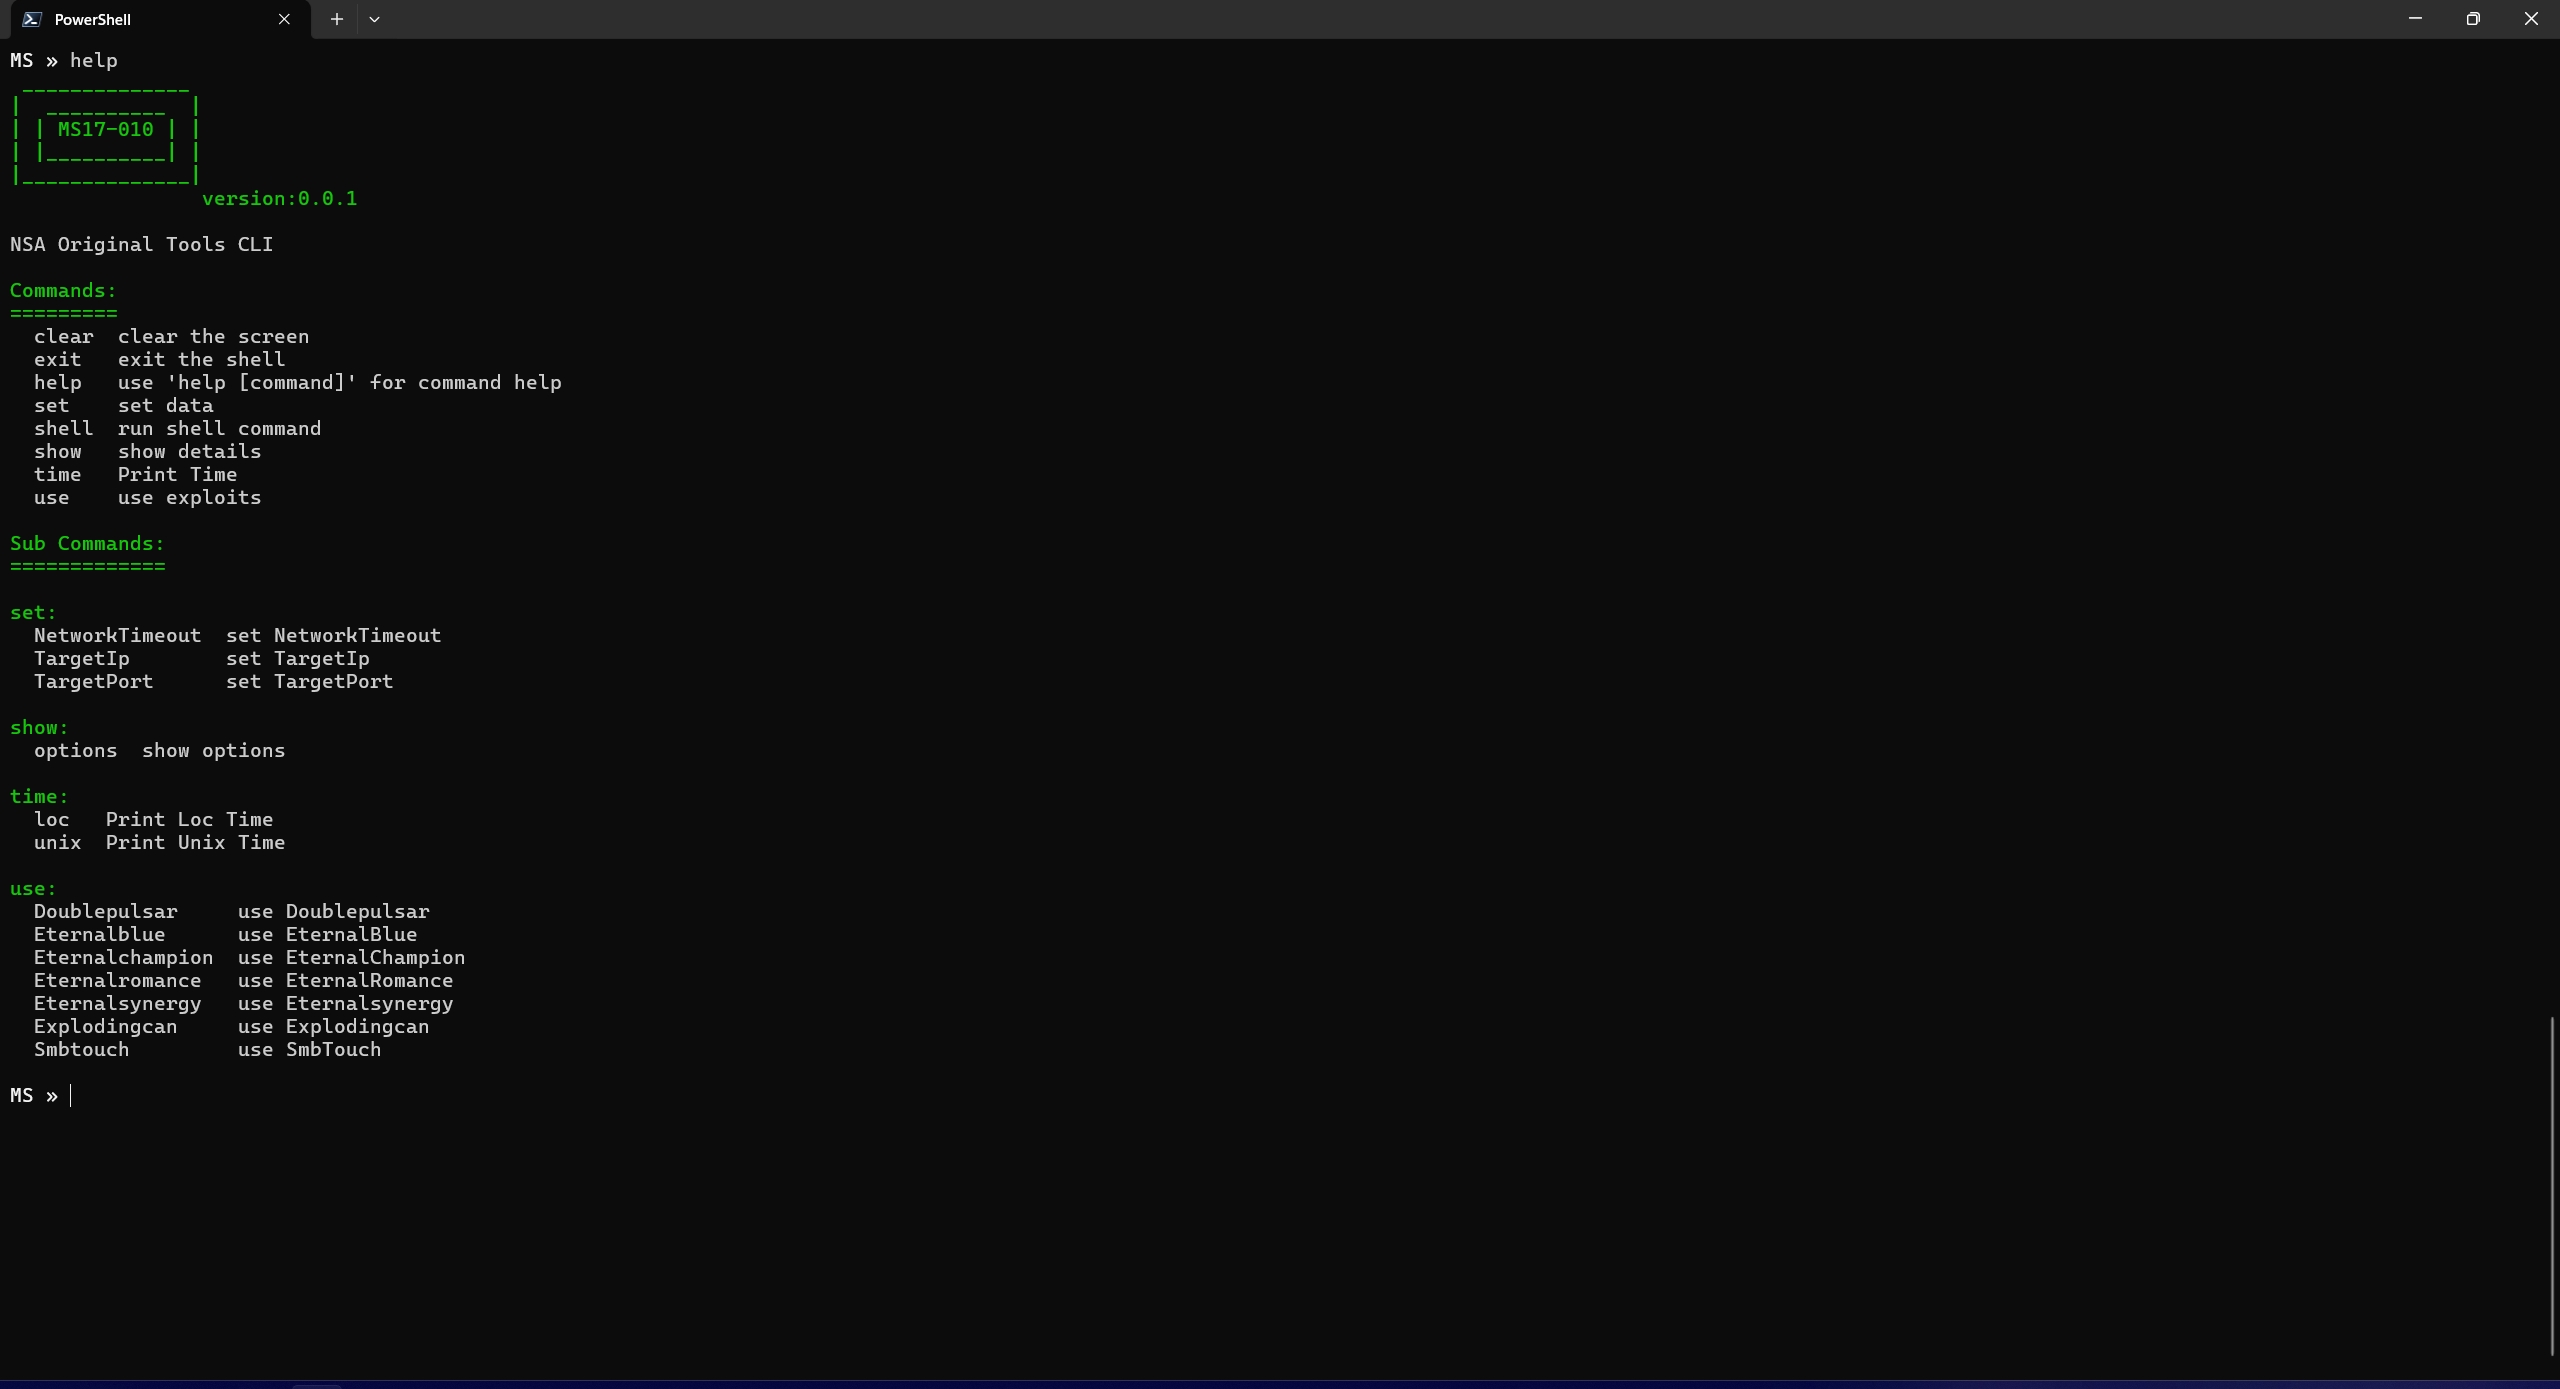 PowerShell
MS » help
 ______________
|  __________  |
| | MS17-010 | |
| |__________| |
|______________|
                version:0.0.1
NSA Original Tools CLI
Commands:
=========
  clear  clear the screen
  exit   exit the shell
  help   use 'help [command]' for command help
  set    set data
  shell  run shell command
  show   show details
  time   Print Time
  use    use exploits
Sub Commands:
=============
set:
  NetworkTimeout  set NetworkTimeout
  TargetIp        set TargetIp
  TargetPort      set TargetPort
show:
  options  show options
time:
  loc   Print Loc Time
  unix  Print Unix Time
use:
  Doublepulsar     use Doublepulsar
  Eternalblue      use EternalBlue
  Eternalchampion  use EternalChampion
  Eternalromance   use EternalRomance
  Eternalsynergy   use Eternalsynergy
  Explodingcan     use Explodingcan
  Smbtouch         use SmbTouch
MS »